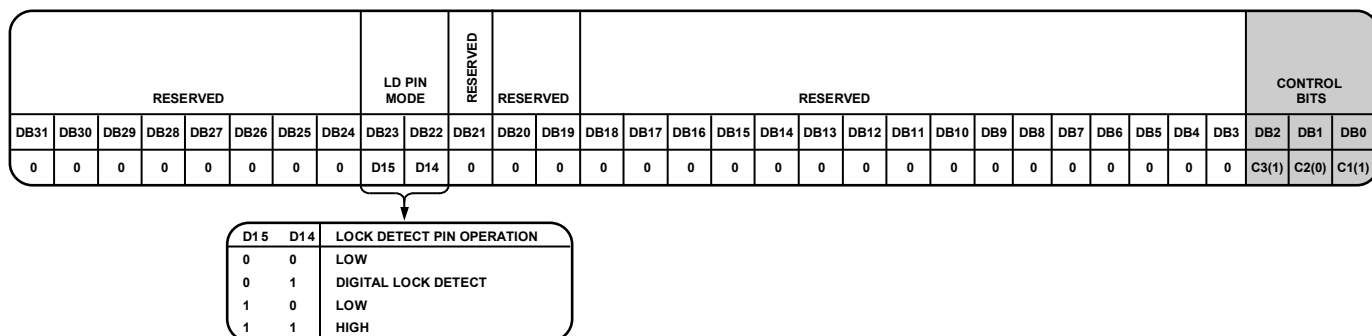 RESERVED
LD PIN
MODE
RESERVED
RESERVED
RESERVED
CONTROL
BITS
DB31 DB30 DB29 DB28 DB27 DB26 DB25 DB24 DB23 DB22 DB21 DB20 DB19 DB18 DB17 DB16 DB15 DB14 DB13 DB12 DB11 DB10 DB9 DB8 DB7 DB6 DB5 DB4 DB3 DB2 DB1 DB0
0 0 0 0 0 0 0 0 D15 D14 0 0 0 0 0 0 0 0 0 0 0 0 0 0 0 0 0 0 0 C3(1) C2(0) C1(1)
D15 D14 LOCK DETECT PIN OPERATION
0 0 LOW
0 1 DIGITAL LOCK DETECT
1 0 LOW
1 1 HIGH